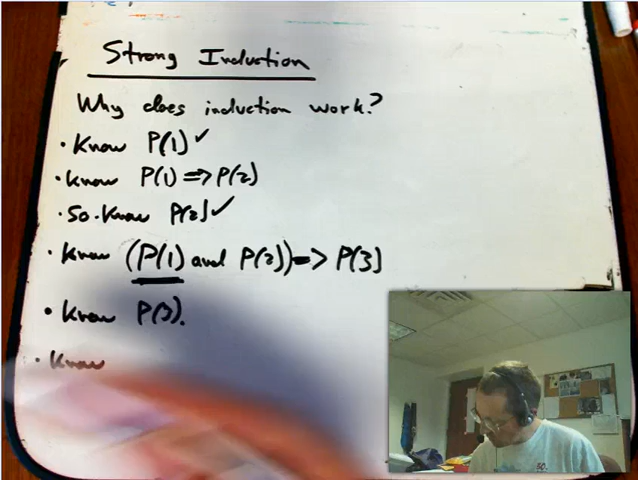 Strong Induction
Why does induction work?
• Know P(1) ✓
• Know P(1) => P(2)
• So Know P(2) ✓
• Know (P(1) and P(2)) => P(3)
• Know P(3).
• Know